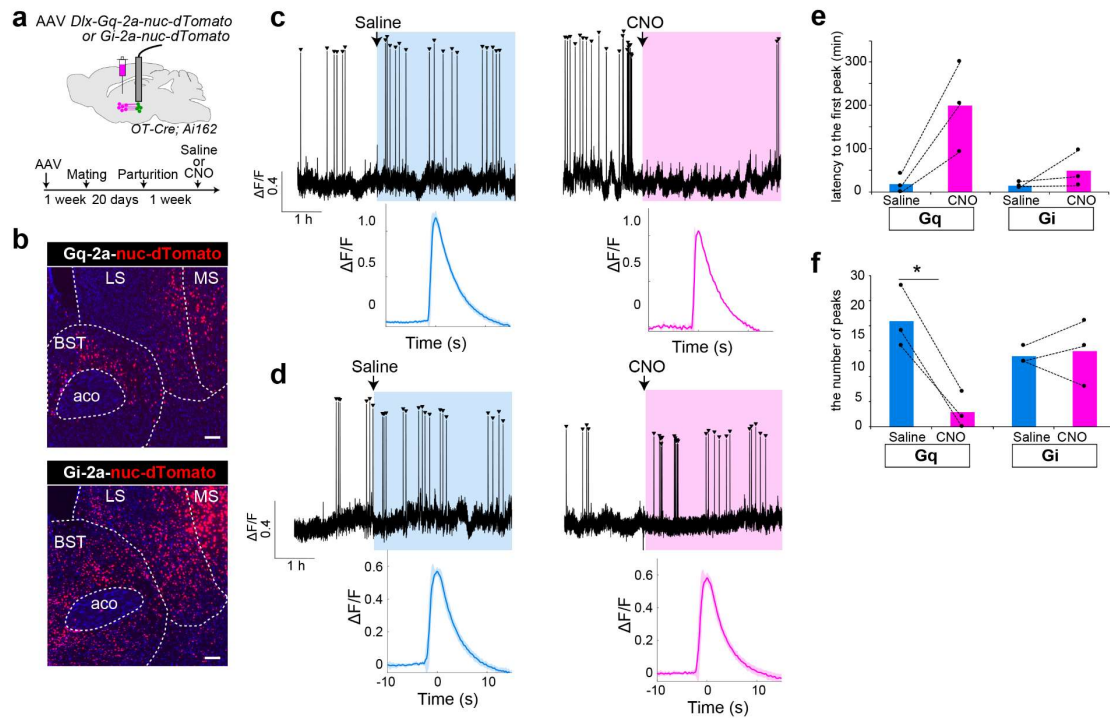 a
AAV Dlx-Gq-2a-nuc-dTomato
or Gi-2a-nuc-dTomato
OT-Cre; Ai162
Saline
or
CNO
AAV
Mating
Parturition
1 week
20 days
1 week
b
Gq-2a-nuc-dTomato
LS
MS
BST
aco
Gi-2a-nuc-dTomato
LS
MS
BST
aco
c
Saline
CNO
ΔF/F
0.4
1 h
1.0
0.5
0
ΔF/F
Time (s)
1.0
0.5
0
ΔF/F
Time (s)
d
Saline
CNO
ΔF/F
0.4
1 h
0.6
0.4
0.2
0
ΔF/F
-10
0
10
Time (s)
0.6
0.4
0.2
0
ΔF/F
-10
0
10
Time (s)
e
latency to the first peak (min)
300
200
100
0
Saline
CNO
Saline
CNO
Gq
Gi
f
the number of peaks
30
25
20
15
10
5
0
*
Saline
CNO
Saline
CNO
Gq
Gi